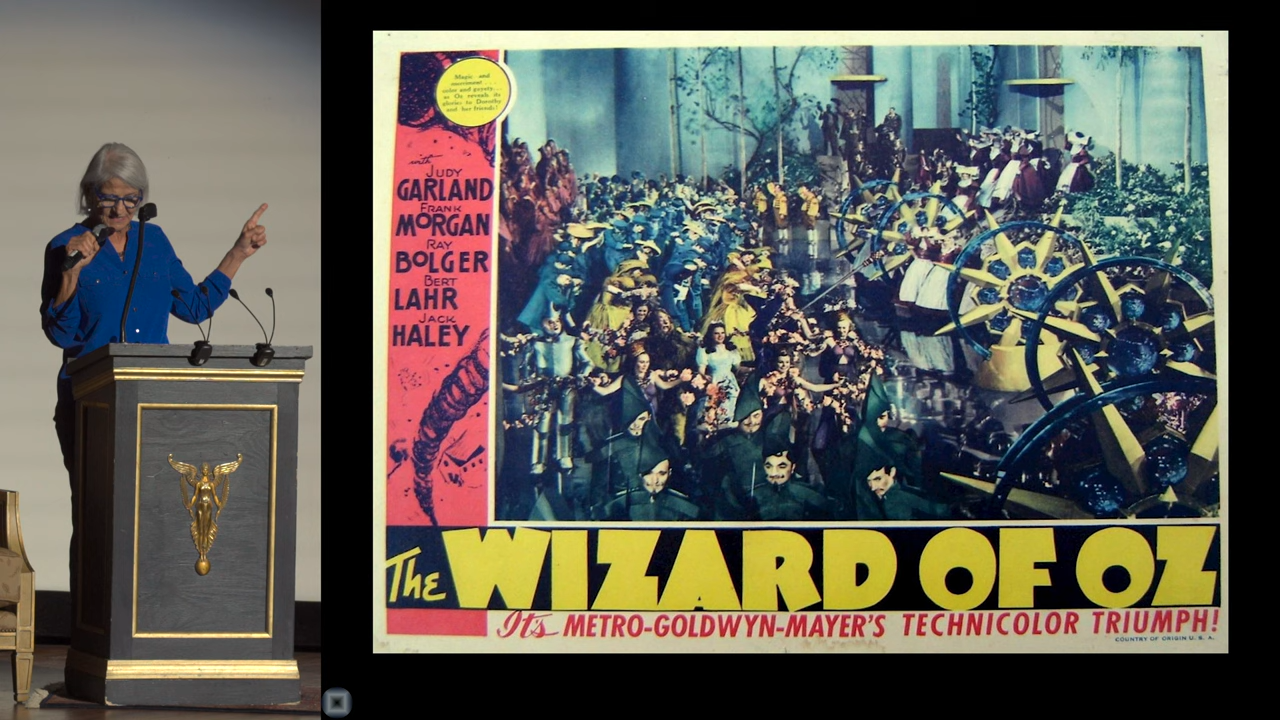 Magic and
merriment . . .
color and gayety . . .
as Oz reveals its
glories to Dorothy
and her friends!
with
JUDY
GARLAND
FRANK
MORGAN
RAY
BOLGER
BERT
LAHR
JACK
HALEY
The WIZARD OF OZ
It's METRO-GOLDWYN-MAYER'S TECHNICOLOR TRIUMPH!
COUNTRY OF ORIGIN U. S. A.